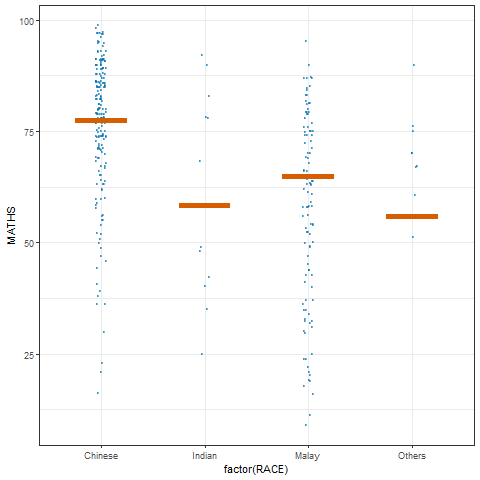 100
75
50
25
MATHS
Chinese
Indian
Malay
Others
factor(RACE)